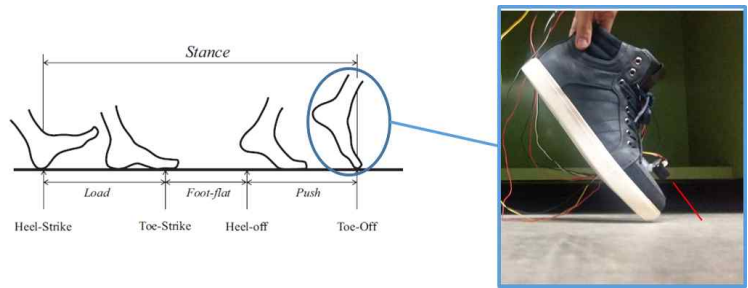 Stance
Load
Foot-flat
Push
Heel-Strike
Toe-Strike
Heel-off
Toe-Off